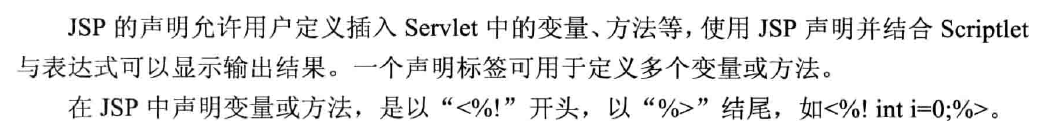 JSP 的声明允许用户定义插入 Servlet 中的变量、方法等，使用 JSP 声明并结合 Scriptlet
与表达式可以显示输出结果。一个声明标签可用于定义多个变量或方法。
在 JSP 中声明变量或方法，是以“<%!”开头，以“%>”结尾，如<%! int i=0;%>。